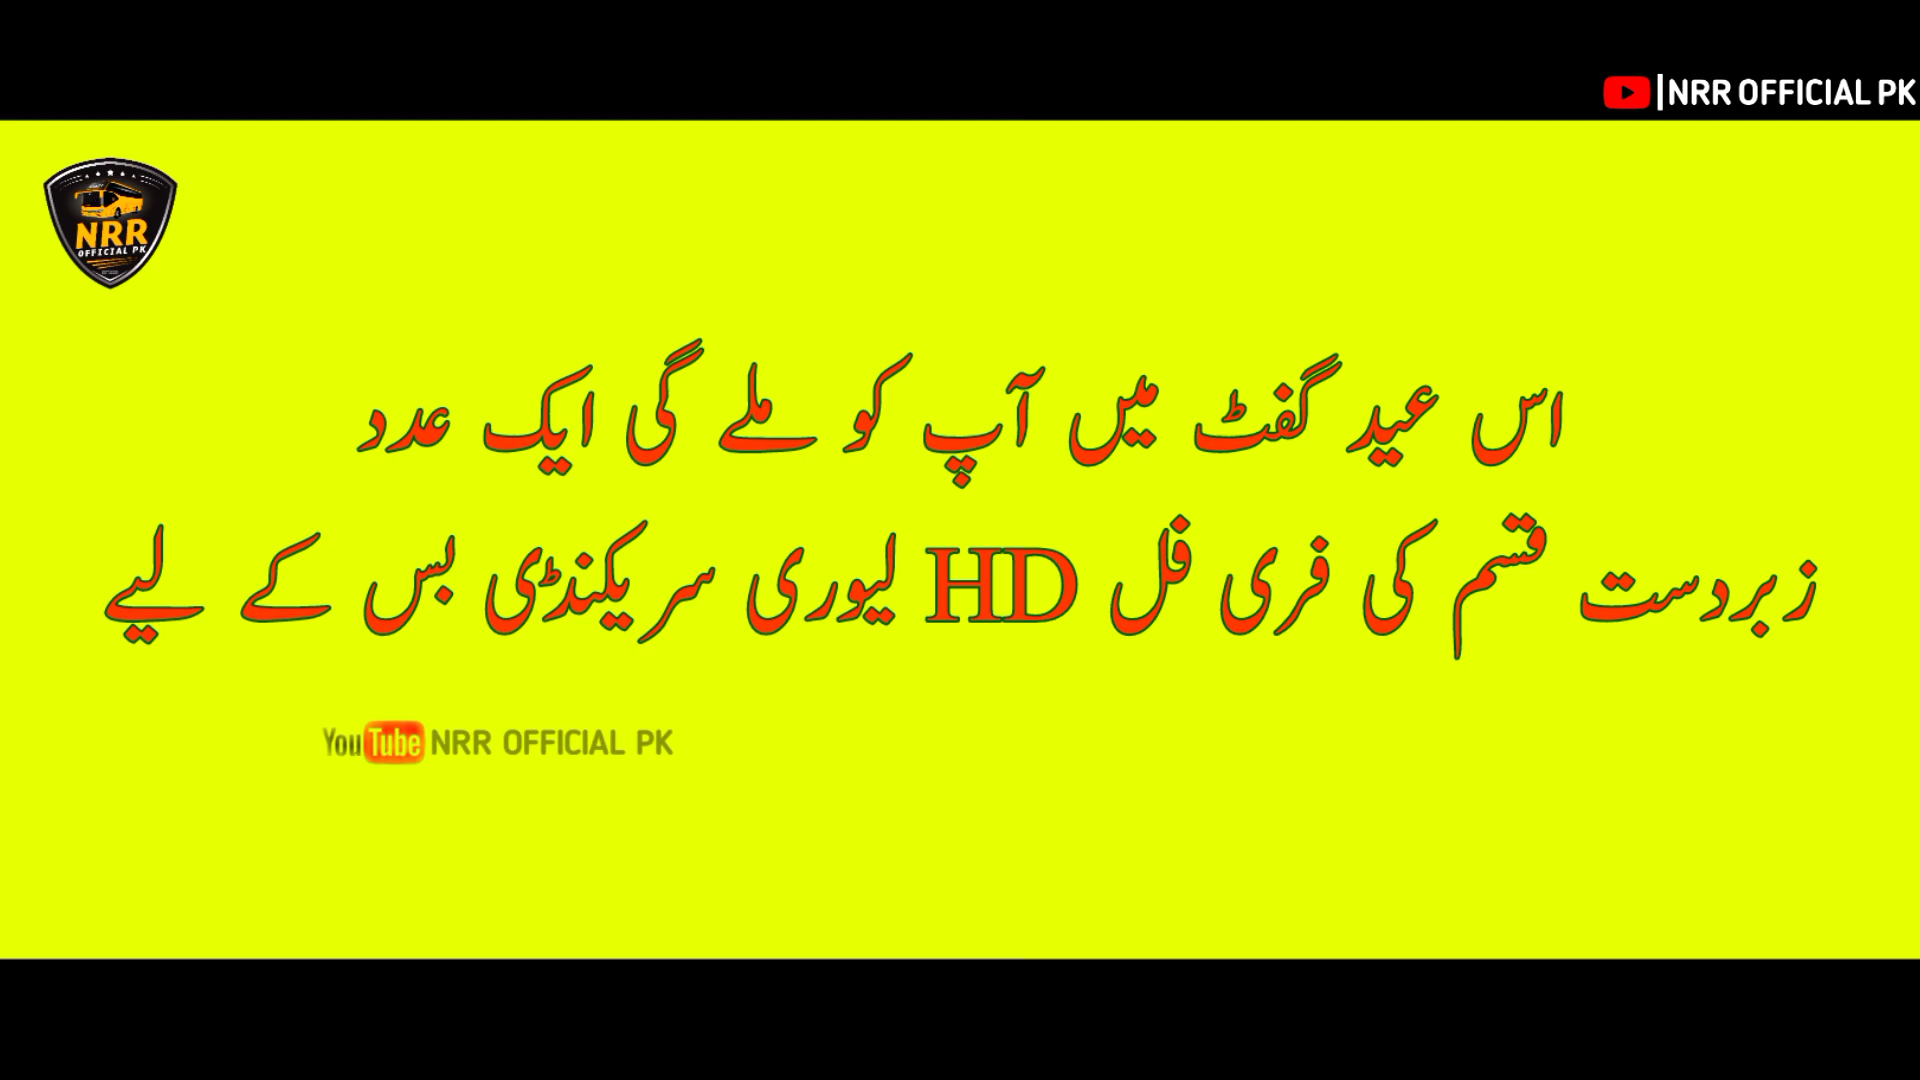 NRR OFFICIAL PK
NRR
OFFICIAL PK
اس عید گفٹ میں آپ کو ملے گی ایک عدد
زبردست قسم کی فری فل HD لیوری سریکنڈی بس کے لیے
YouTube NRR OFFICIAL PK